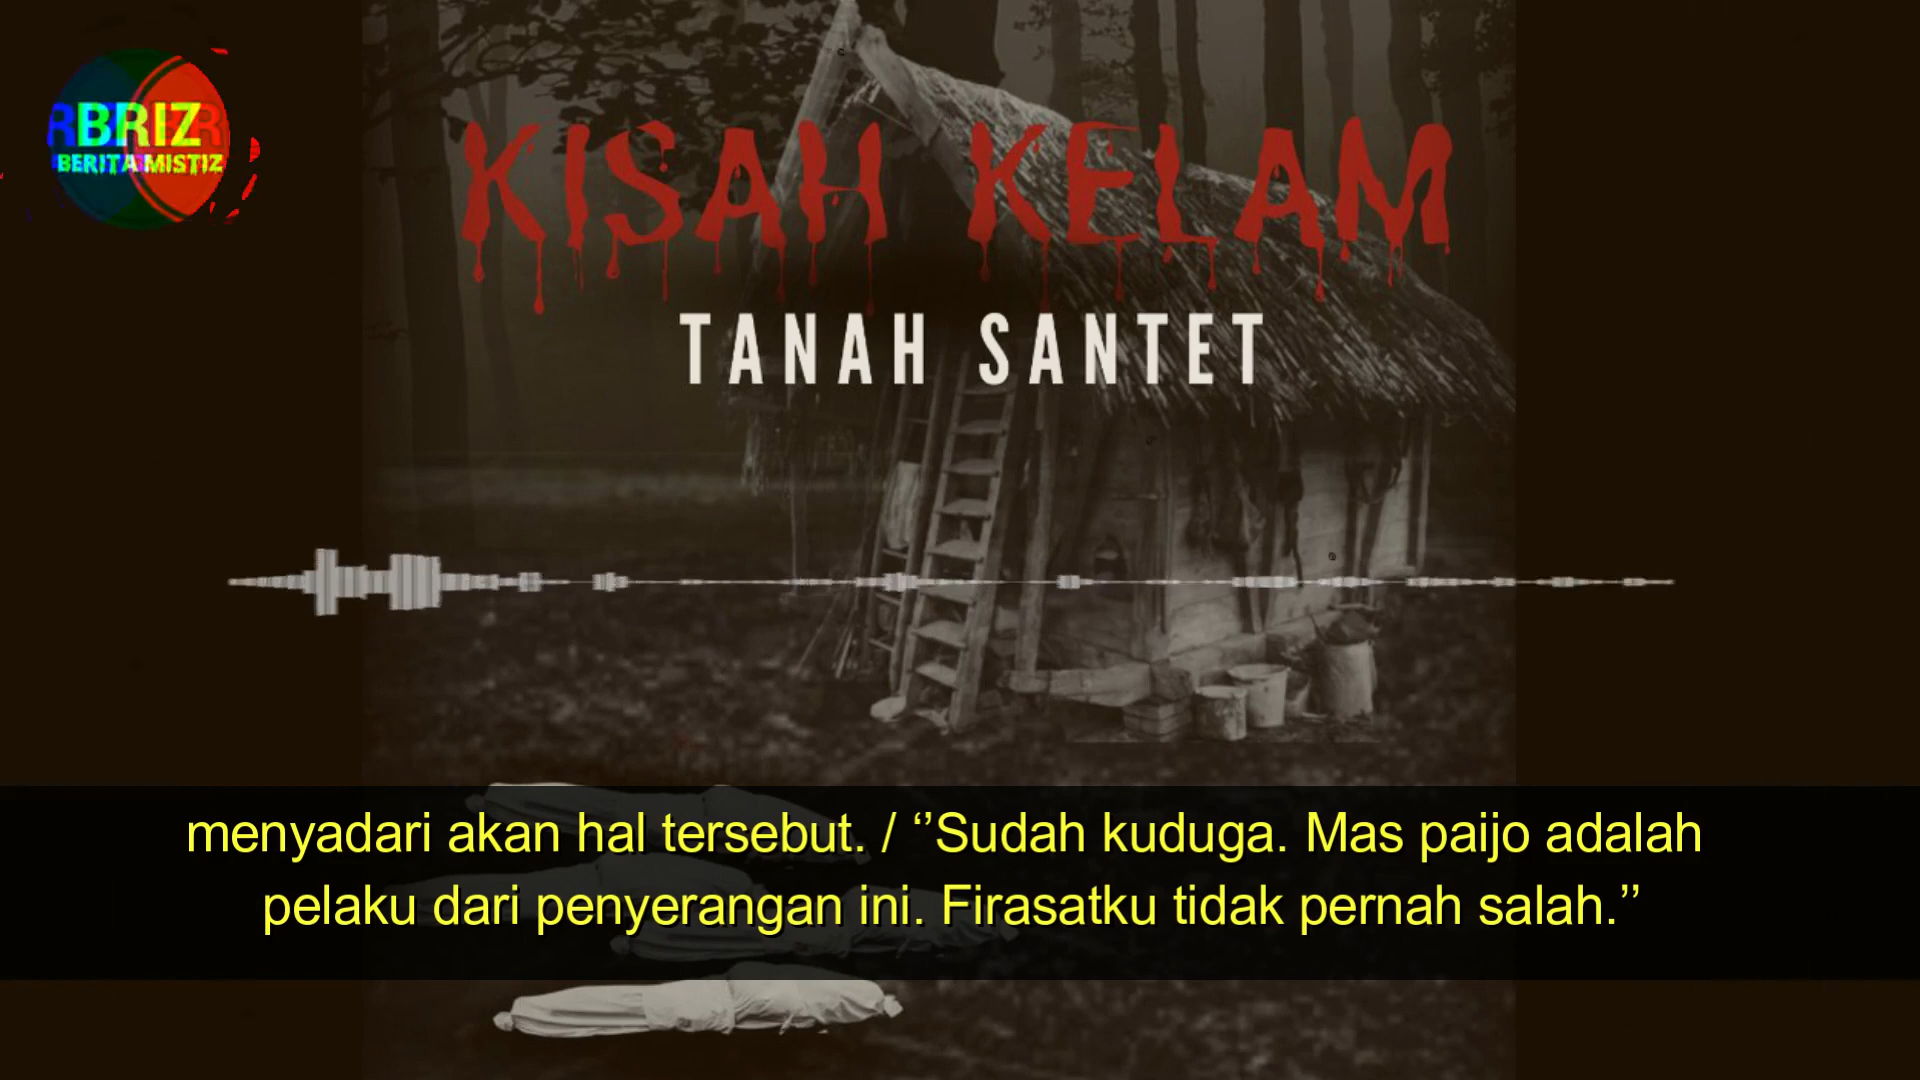 BRIZ
BERITA MISTIZ
KISAH KELAM
TANAH SANTET
menyadari akan hal tersebut. / ‘’Sudah kuduga. Mas paijo adalah
pelaku dari penyerangan ini. Firasatku tidak pernah salah.’’